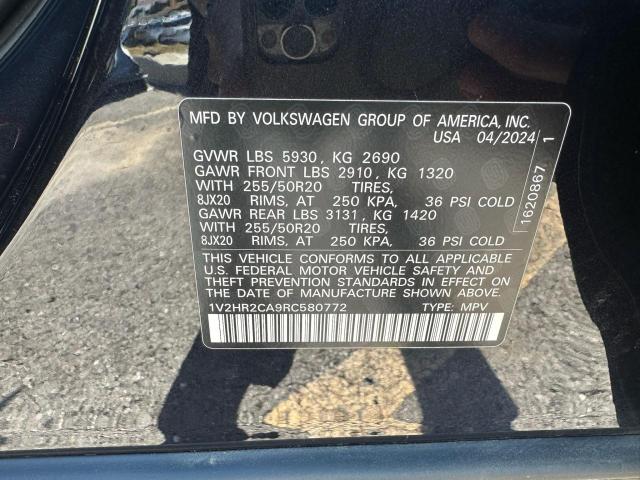 MFD BY VOLKSWAGEN GROUP OF AMERICA, INC.
USA 04/2024
GVWR LBS 5930, KG 2690
GAWR FRONT LBS 2910, KG 1320
WITH 255/50R20 TIRES,
8JX20 RIMS, AT 250 KPA, 36 PSI COLD
GAWR REAR LBS 3131, KG 1420
WITH 255/50R20 TIRES,
8JX20 RIMS, AT 250 KPA, 36 PSI COLD
THIS VEHICLE CONFORMS TO ALL APPLICABLE
U.S. FEDERAL MOTOR VEHICLE SAFETY AND
THEFT PREVENTION STANDARDS IN EFFECT ON
THE DATE OF MANUFACTURE SHOWN ABOVE.
1V2HR2CA9RC580772 TYPE: MPV
1620867 1